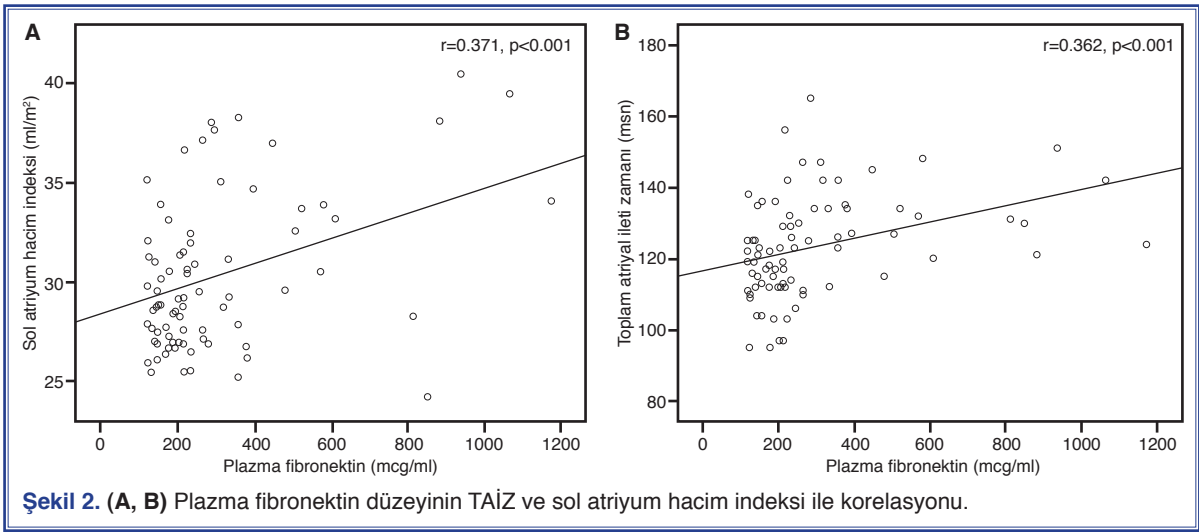 A
r=0.371, p<0.001
Sol atriyum hacim indeksi (ml/m²)
40
35
30
25
0 200 400 600 800 1000 1200
Plazma fibronektin (mcg/ml)
B
r=0.362, p<0.001
Toplam atriyal ileti zamanı (msn)
180
160
140
120
100
80
0 200 400 600 800 1000 1200
Plazma fibronektin (mcg/ml)
Şekil 2. (A, B) Plazma fibronektin düzeyinin TAİZ ve sol atriyum hacim indeksi ile korelasyonu.